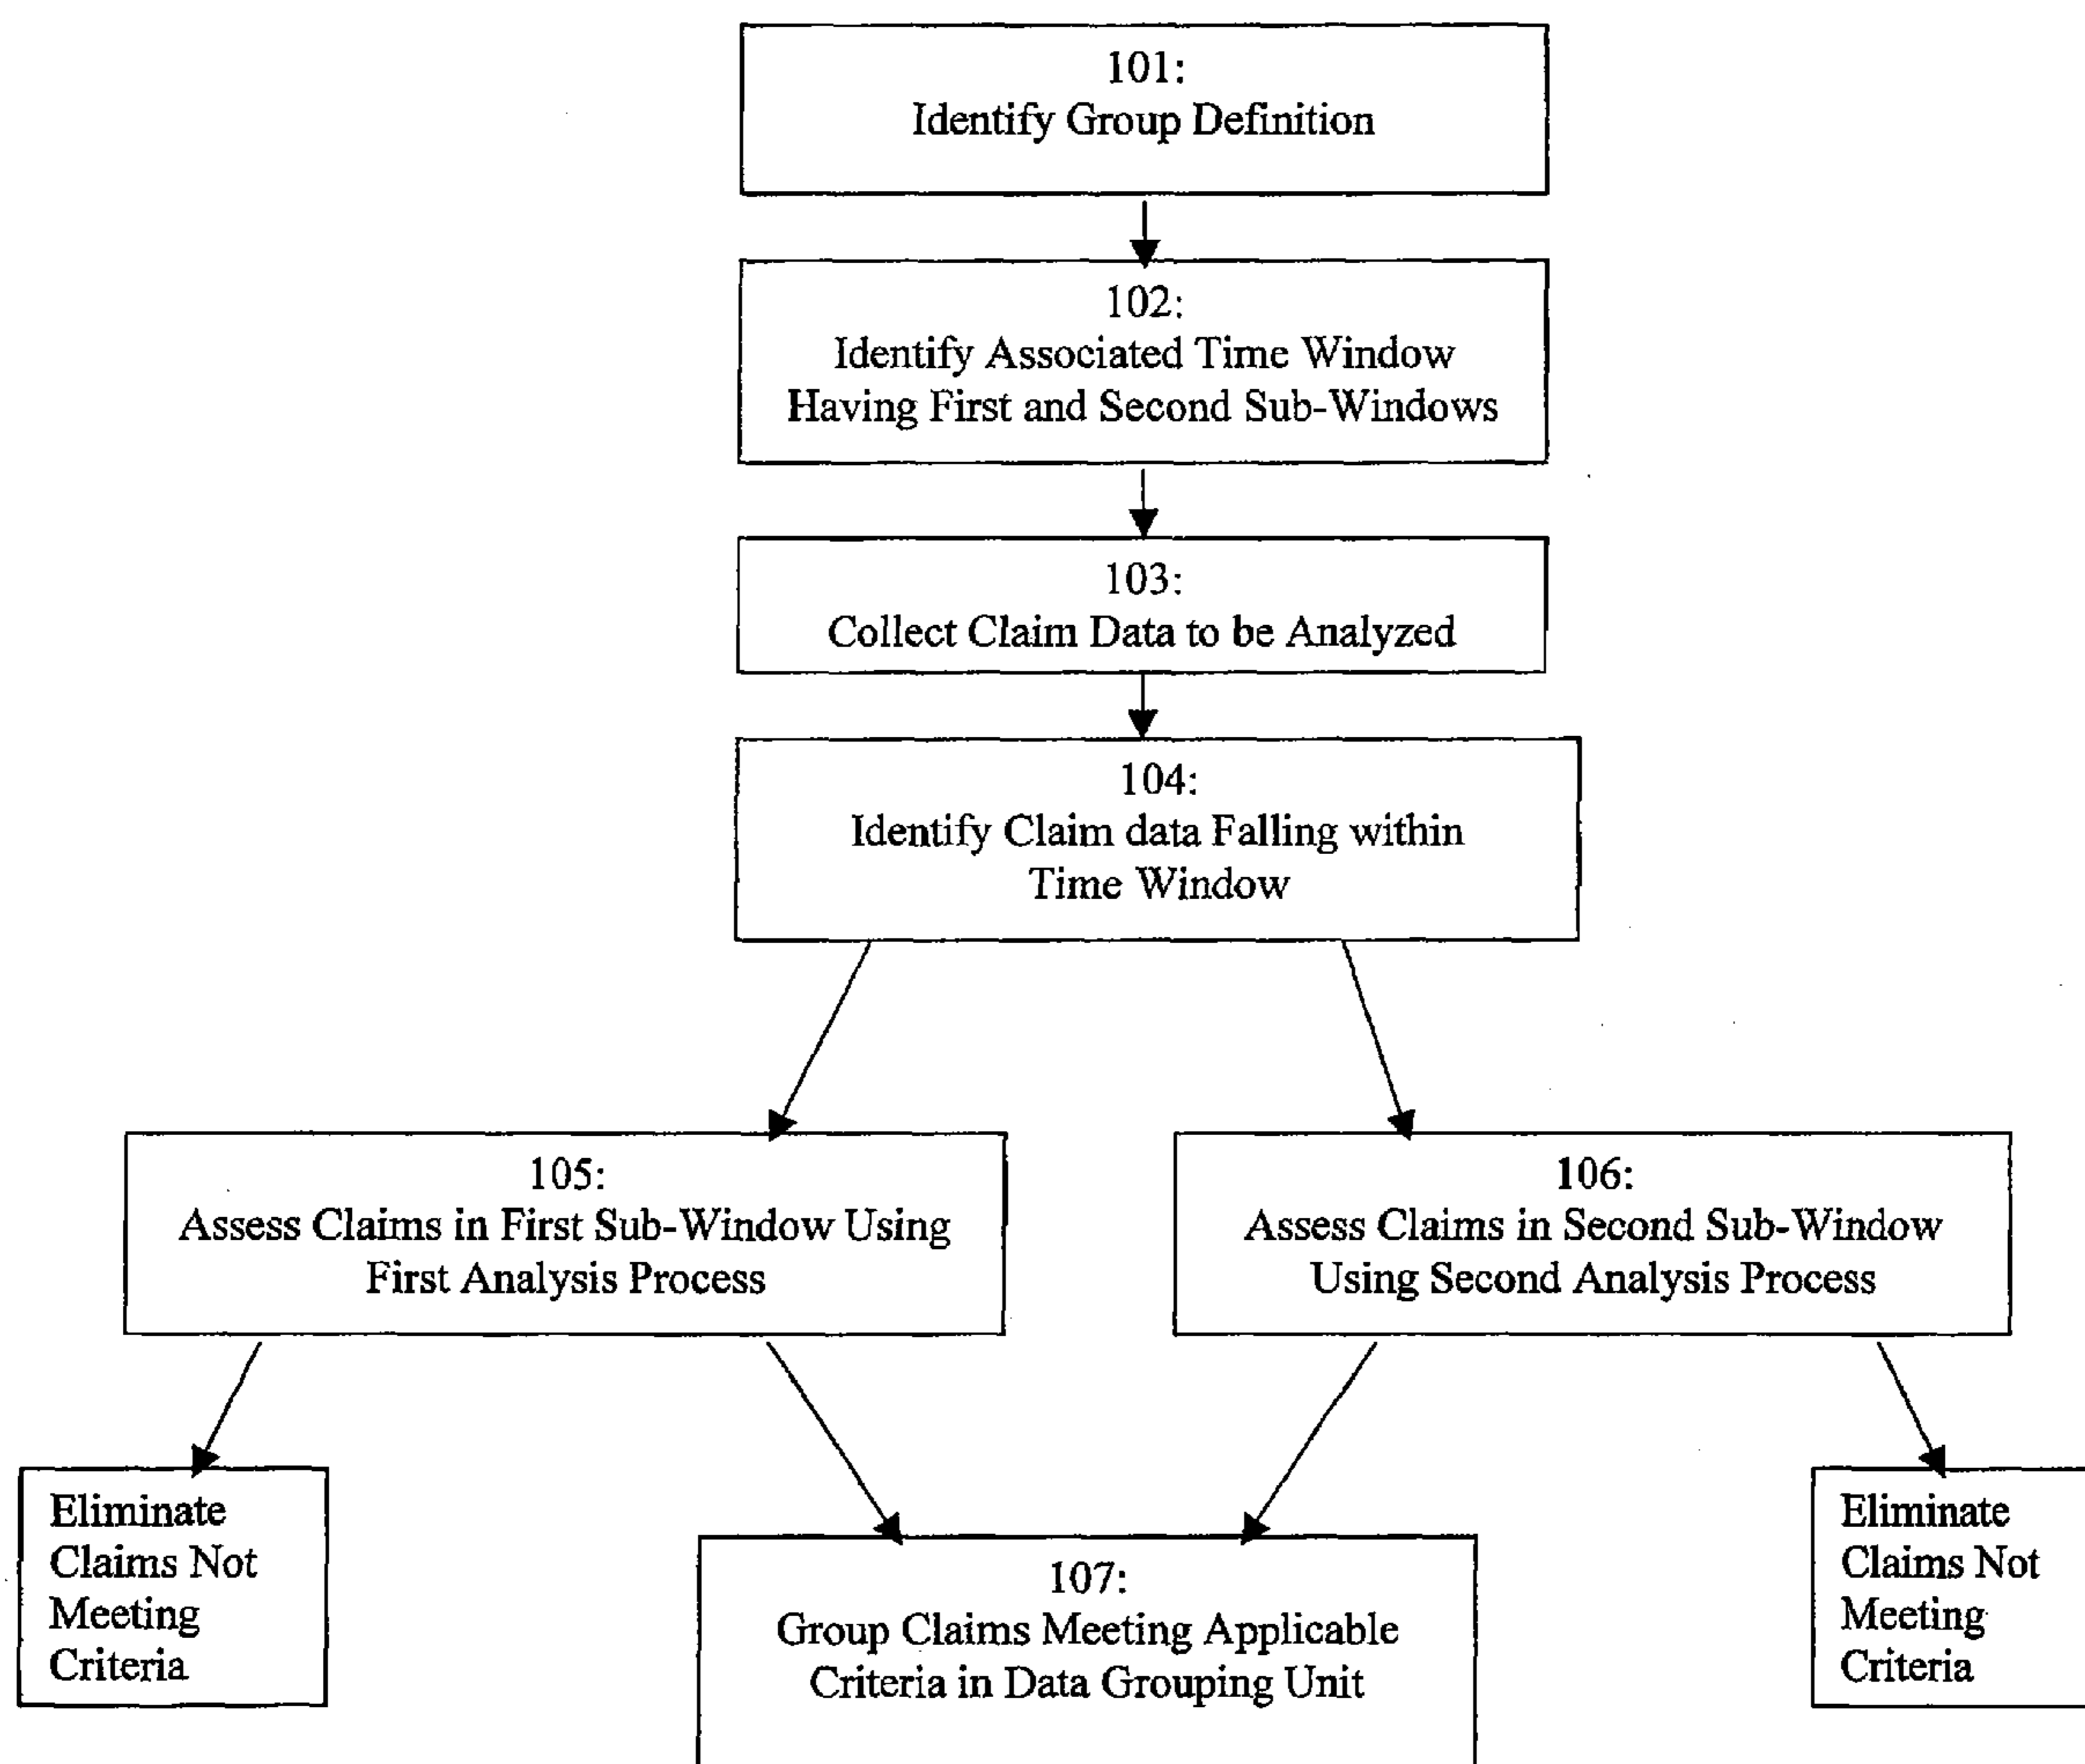 101:
Identify Group Definition
102:
Identify Associated Time Window
Having First and Second Sub-Windows
103:
Collect Claim Data to be Analyzed
104:
Identify Claim data Falling within
Time Window
105:
Assess Claims in First Sub-Window Using
First Analysis Process
106:
Assess Claims in Second Sub-Window
Using Second Analysis Process
Eliminate
Claims Not
Meeting
Criteria
107:
Group Claims Meeting Applicable
Criteria in Data Grouping Unit
Eliminate
Claims Not
Meeting
Criteria